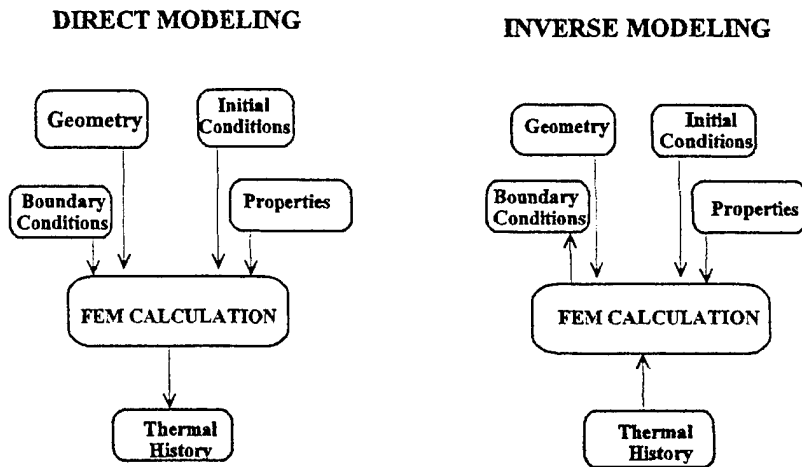 DIRECT MODELING
Geometry
Initial
Conditions
Boundary
Conditions
Properties
FEM CALCULATION
Thermal
History
INVERSE MODELING
Geometry
Initial
Conditions
Boundary
Conditions
Properties
FEM CALCULATION
Thermal
History